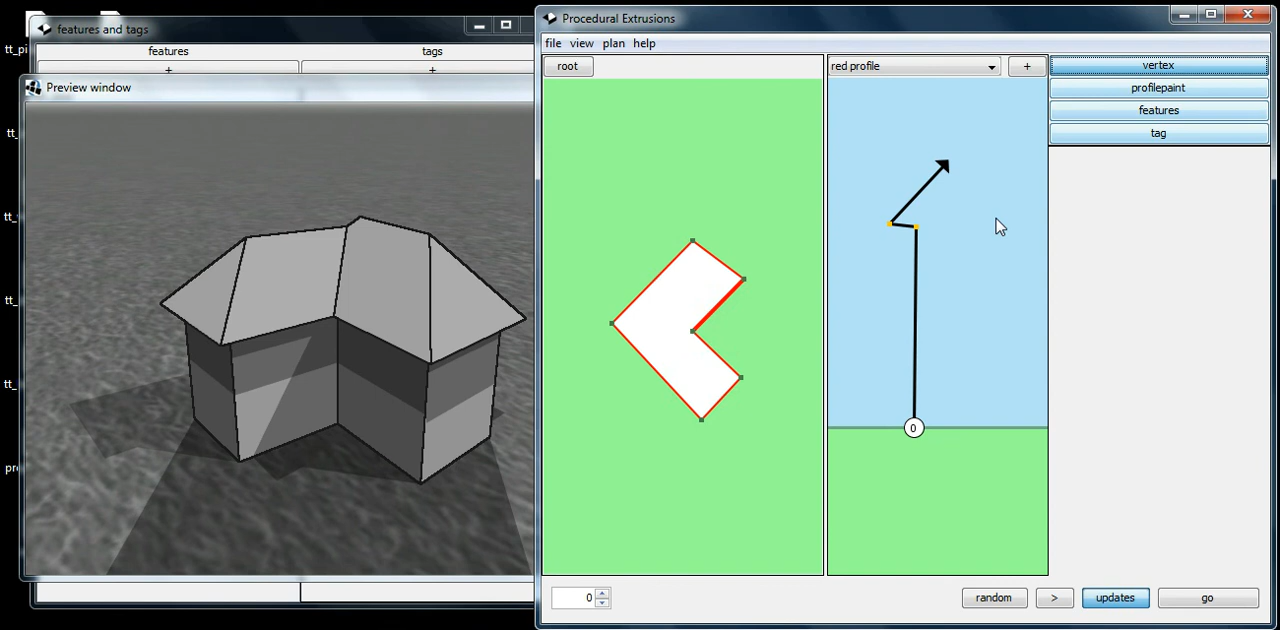 features and tags
features
tags
+
+
Preview window
Procedural Extrusions
file view plan help
root
red profile
+
vertex
profilepaint
features
tag
0
0
random
>
updates
go